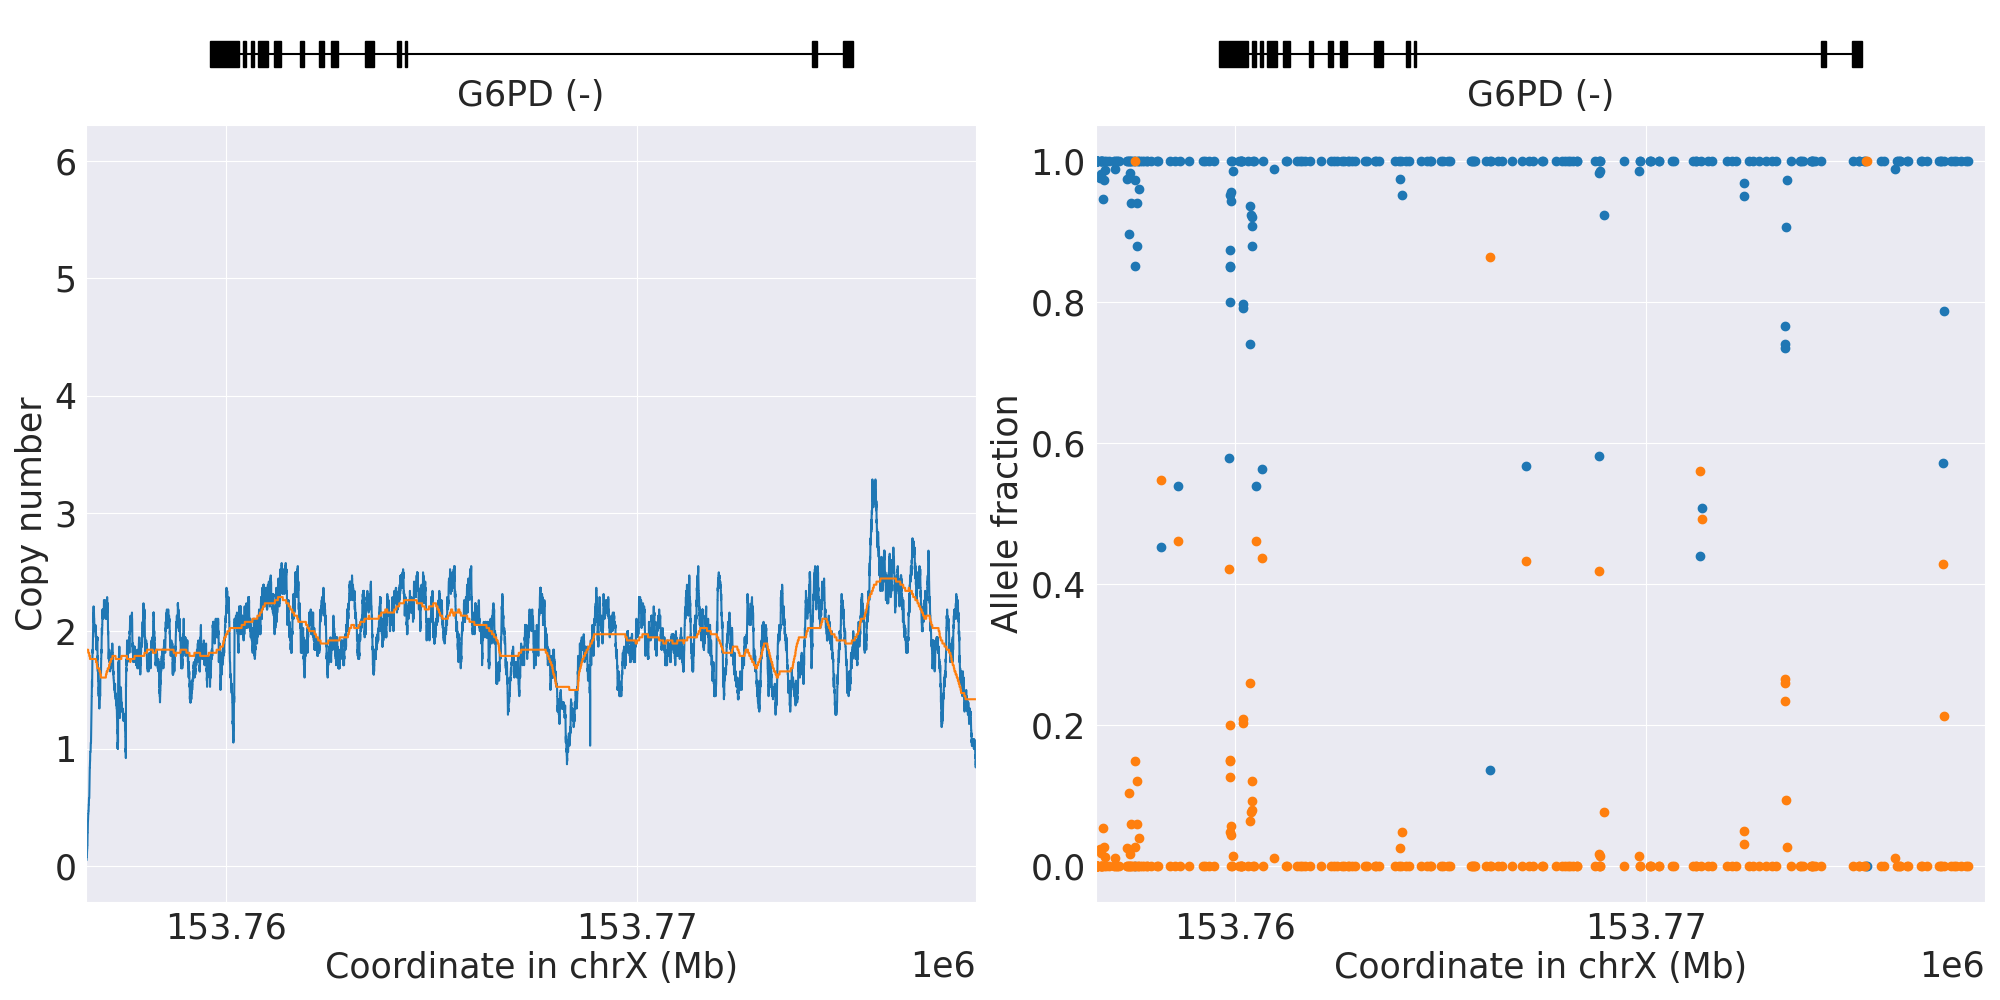 G6PD (-)
6
5
4
3
2
1
0
Copy number
153.76
153.77
Coordinate in chrX (Mb)
1e6
G6PD (-)
1.0
0.8
0.6
0.4
0.2
0.0
Allele fraction
153.76
153.77
Coordinate in chrX (Mb)
1e6